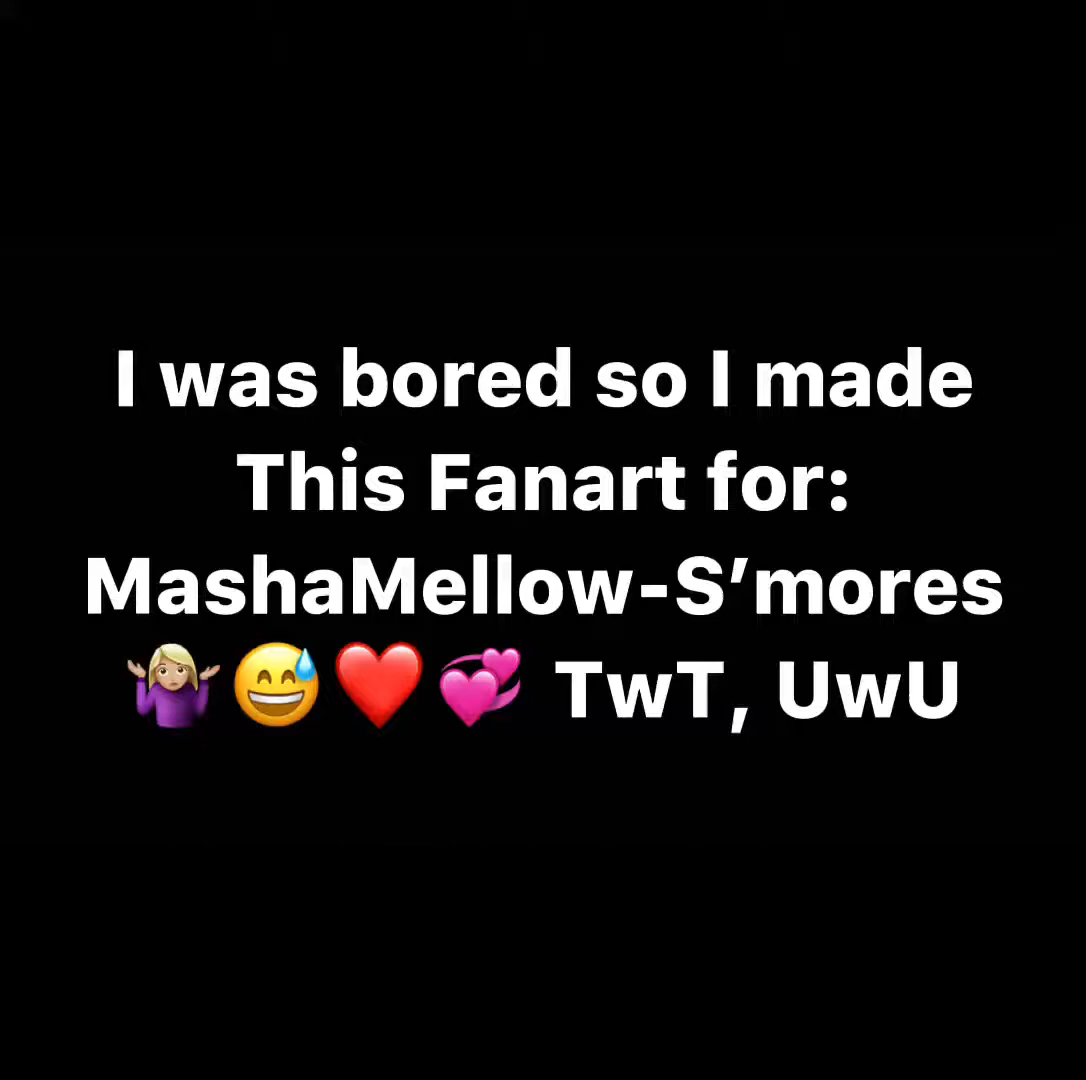 I was bored so I made
This Fanart for:
MashaMellow-S’mores
🤷🏼‍♀️😅❤️💞 TwT, UwU